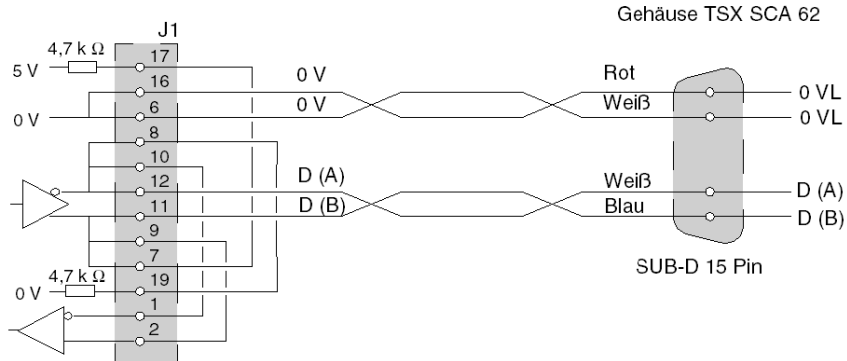 Gehäuse TSX SCA 62
J1
4,7 k Ω
5 V
17
16
0 V
Rot
0 VL
0 V
6
0 V
Weiß
0 VL
8
10
12
D (A)
Weiß
D (A)
11
D (B)
Blau
D (B)
9
7
SUB-D 15 Pin
4,7 k Ω
0 V
19
1
2